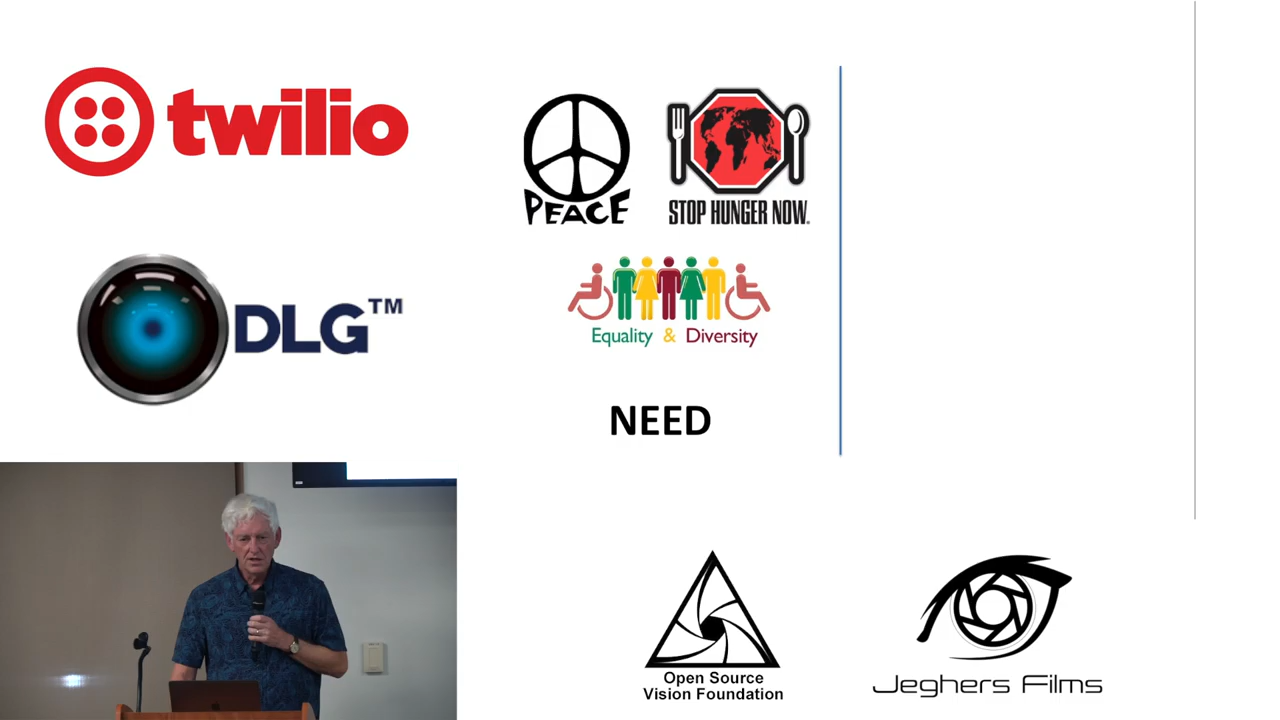 twilio
PEACE
STOP HUNGER NOW.
DLG™
Equality & Diversity
NEED
Open Source
Vision Foundation
Jeghers Films